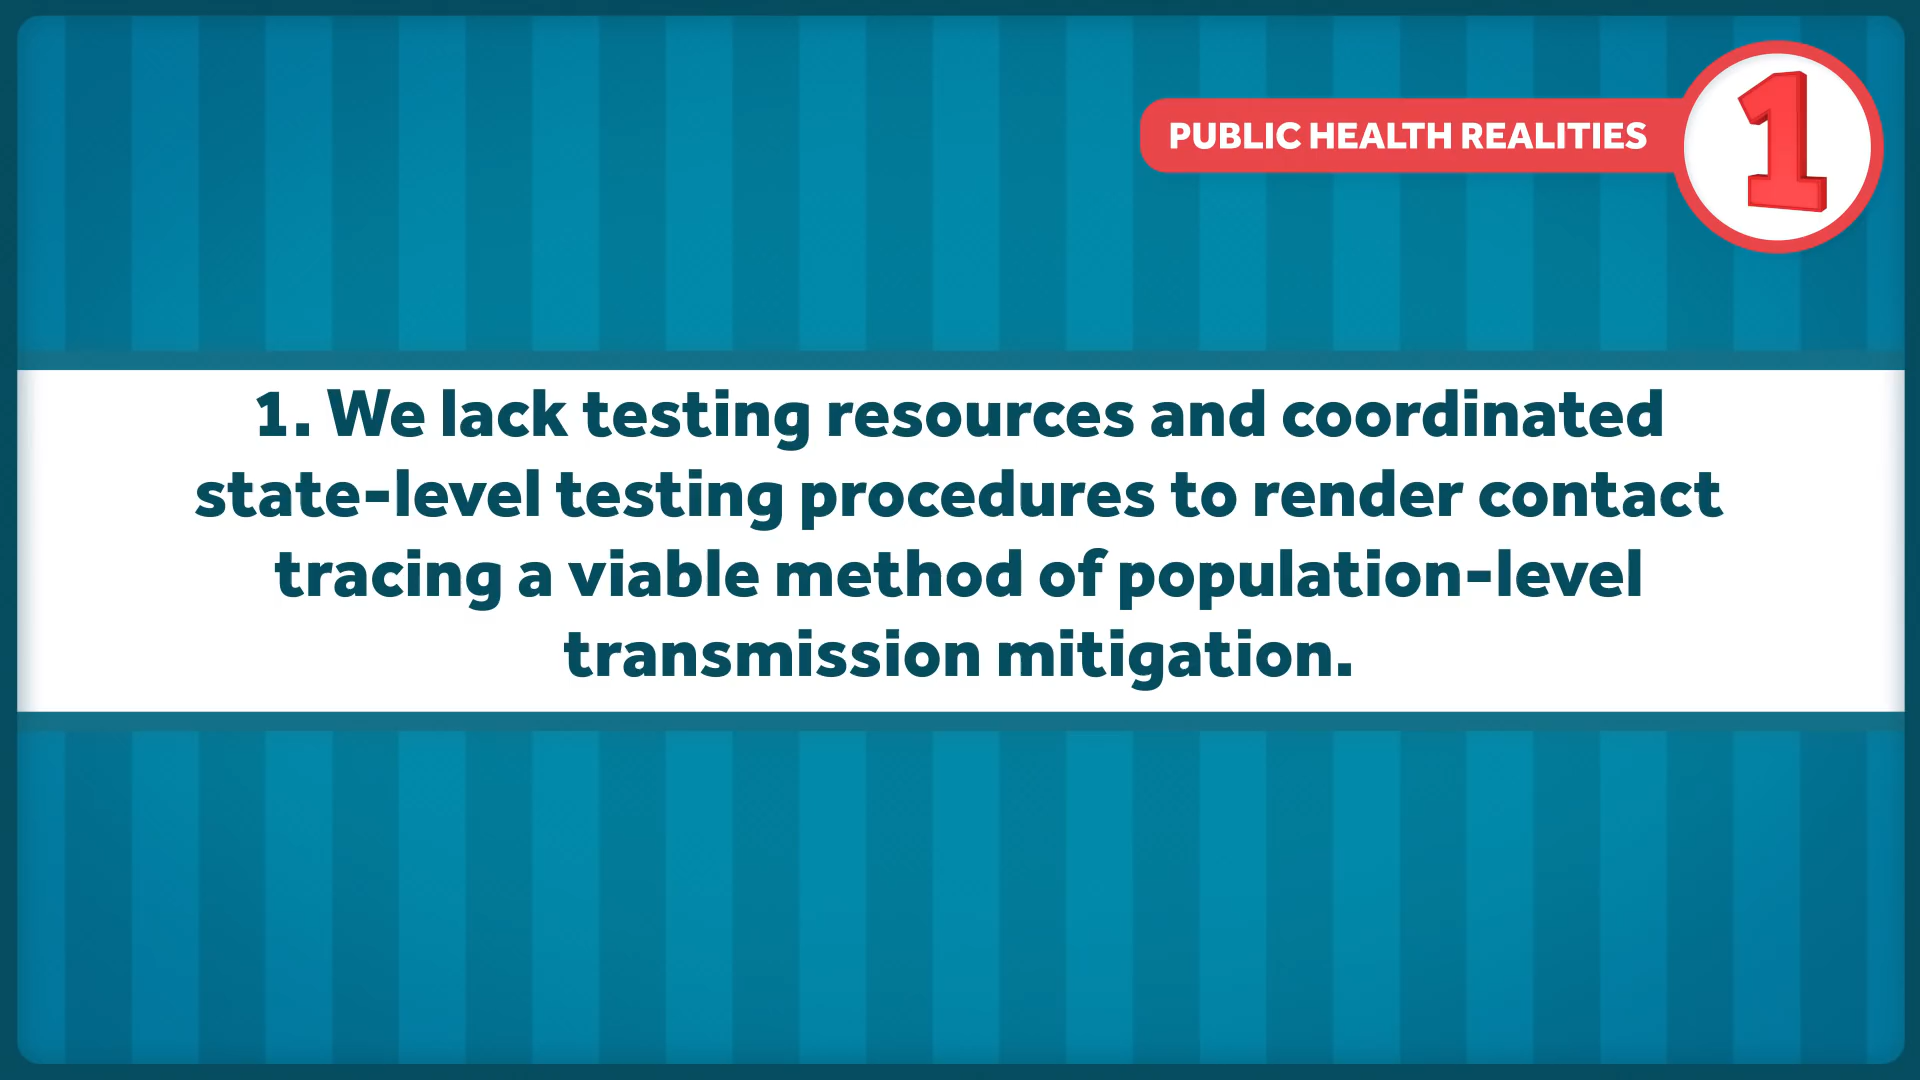 PUBLIC HEALTH REALITIES
1
1. We lack testing resources and coordinated
state-level testing procedures to render contact
tracing a viable method of population-level
transmission mitigation.